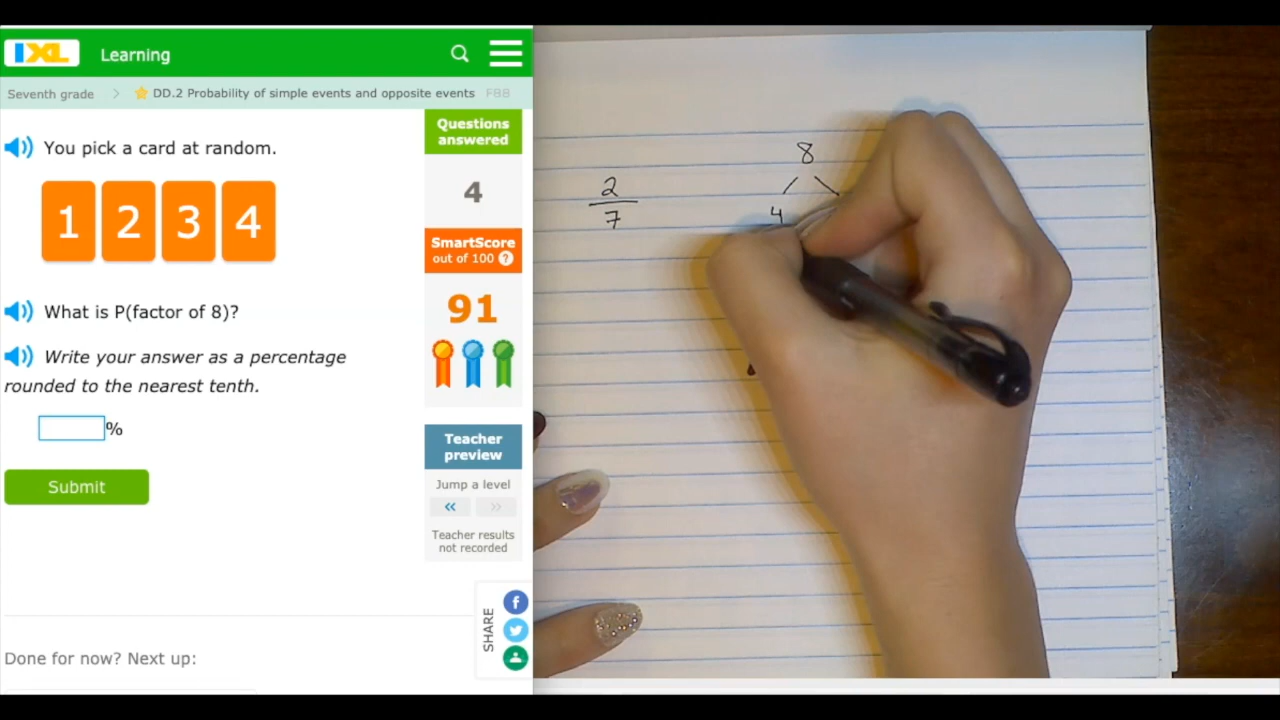 IXL Learning
Seventh grade > DD.2 Probability of simple events and opposite events F88
You pick a card at random.
1 2 3 4
What is P(factor of 8)?
Write your answer as a percentage
rounded to the nearest tenth.
%
Submit
Questions
answered
4
SmartScore
out of 100 ?
91
Teacher
preview
Jump a level
<< >>
Teacher results
not recorded
SHARE
f
Done for now? Next up:
2
7
8
4